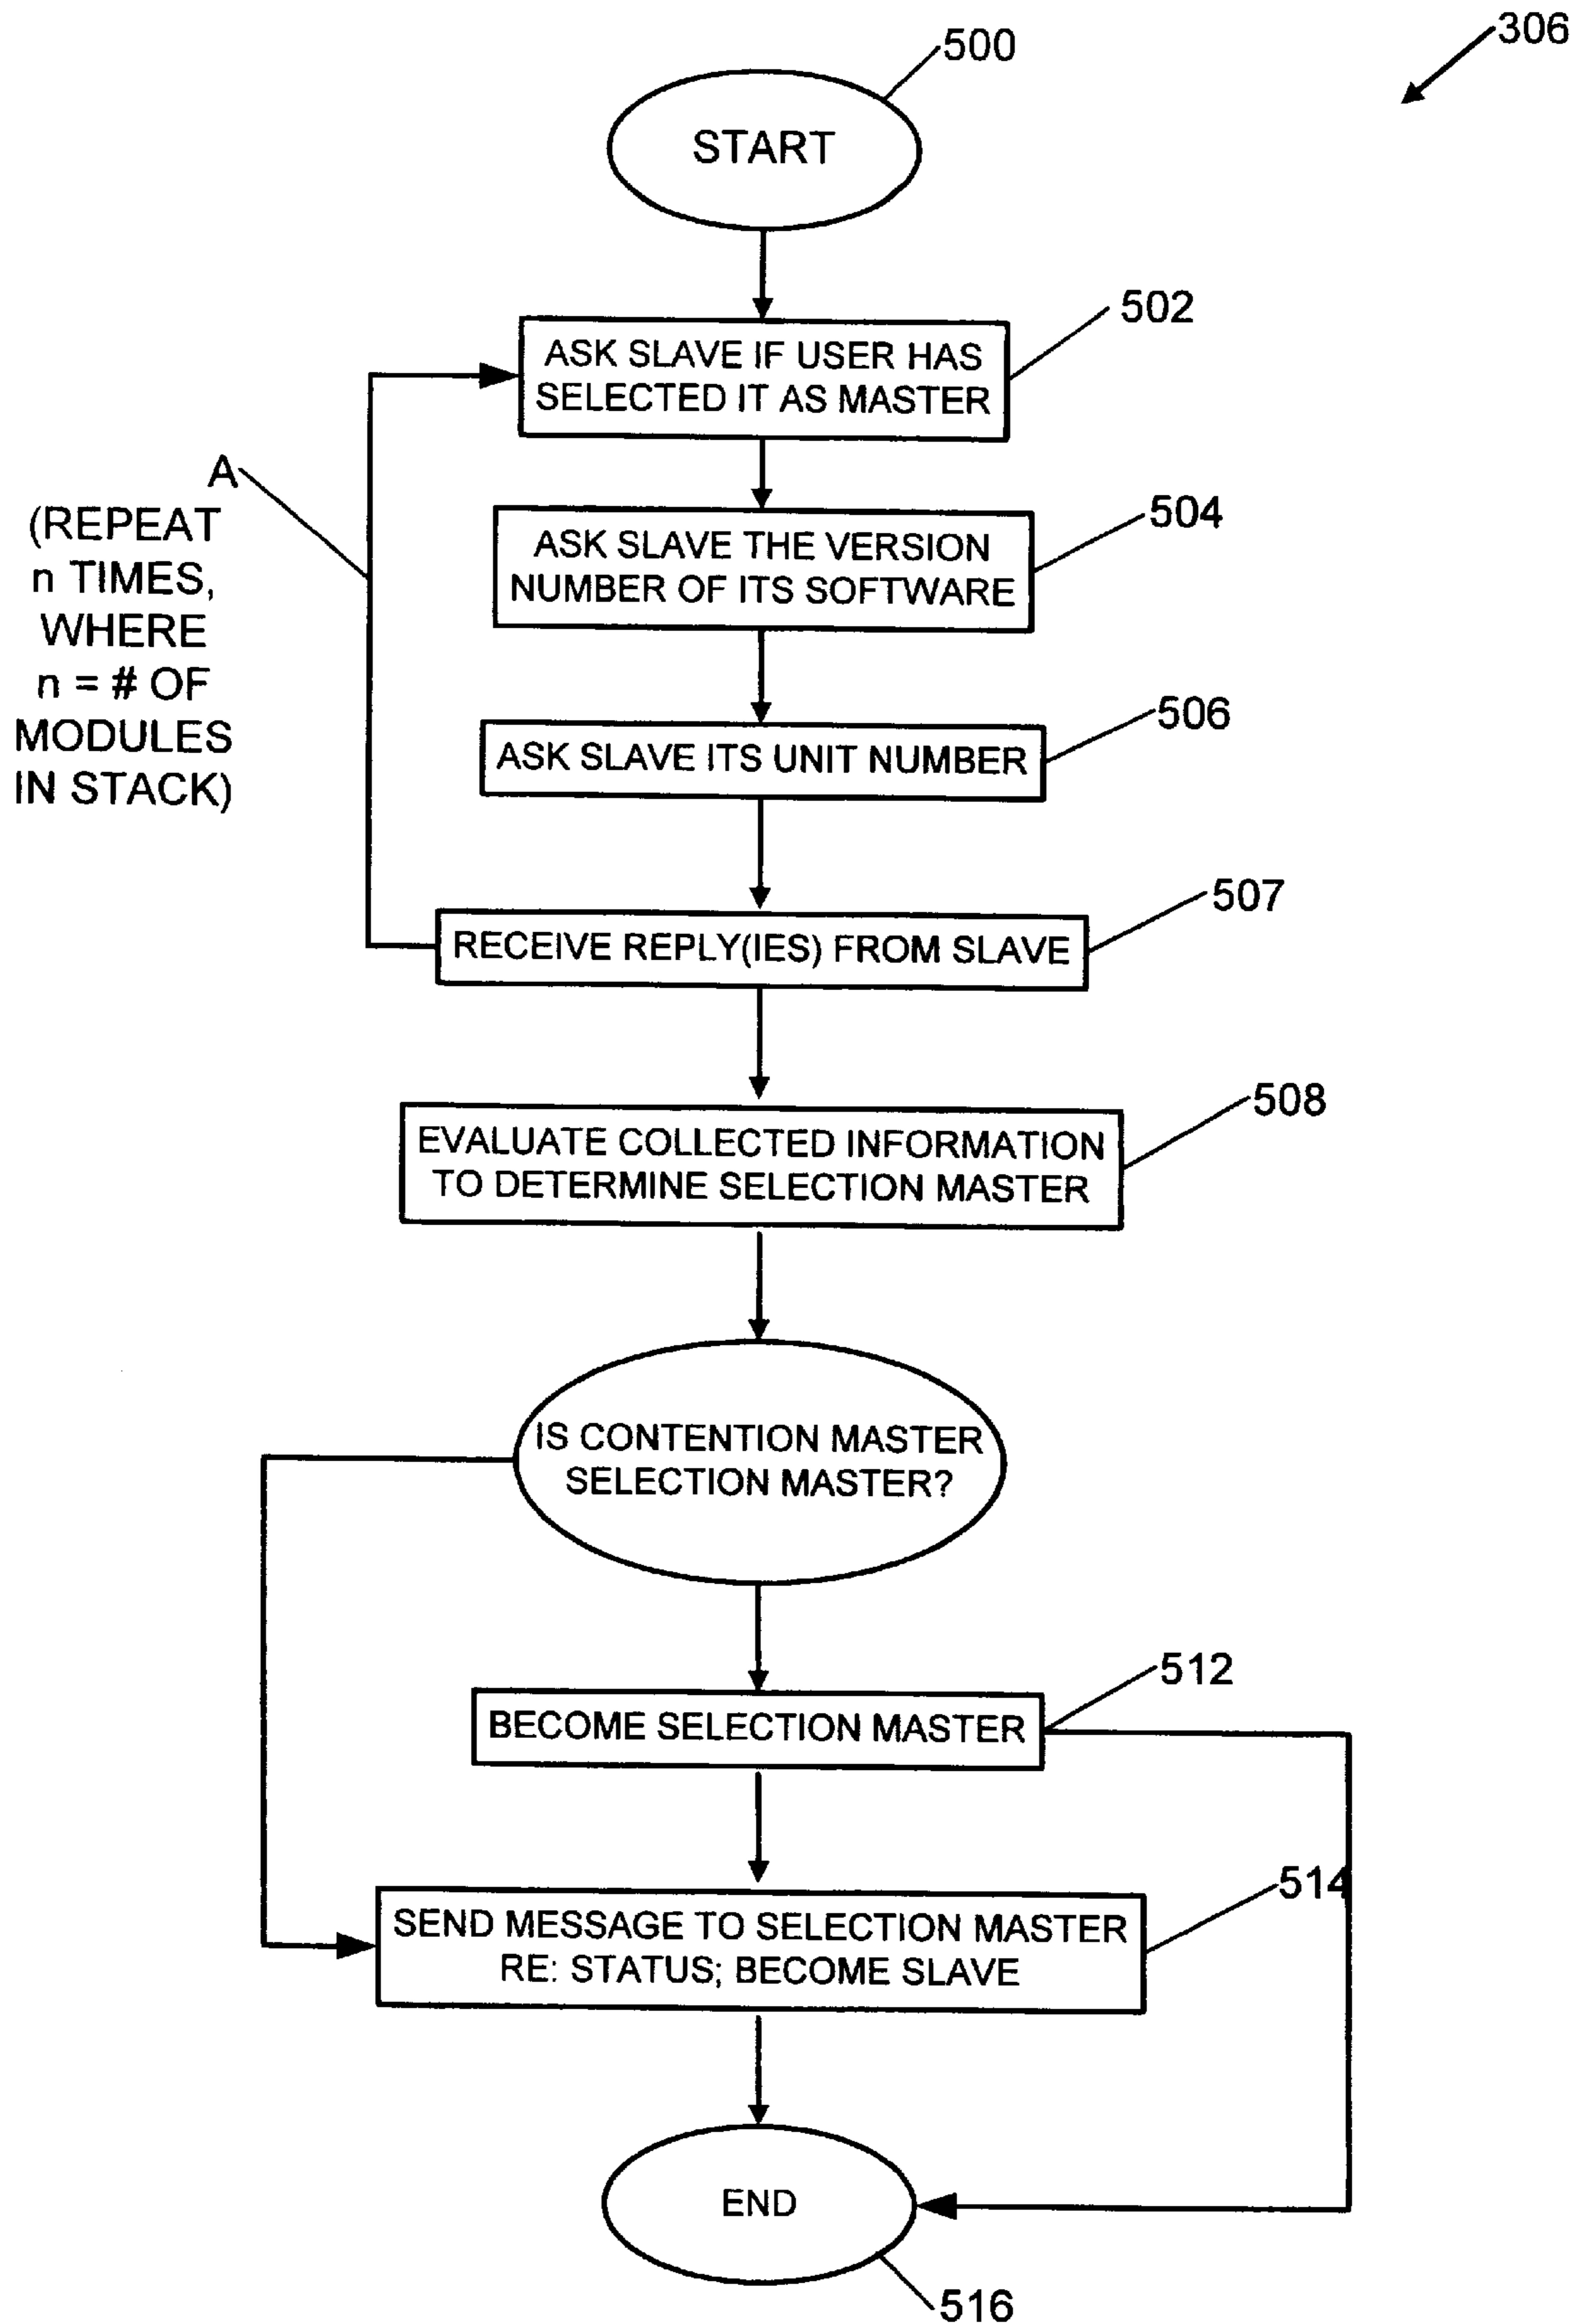 306
500
START
502
ASK SLAVE IF USER HAS
SELECTED IT AS MASTER
A
(REPEAT
n TIMES,
WHERE
n = # OF
MODULES
IN STACK)
504
ASK SLAVE THE VERSION
NUMBER OF ITS SOFTWARE
506
ASK SLAVE ITS UNIT NUMBER
507
RECEIVE REPLY(IES) FROM SLAVE
508
EVALUATE COLLECTED INFORMATION
TO DETERMINE SELECTION MASTER
IS CONTENTION MASTER
SELECTION MASTER?
512
BECOME SELECTION MASTER
514
SEND MESSAGE TO SELECTION MASTER
RE: STATUS; BECOME SLAVE
END
516